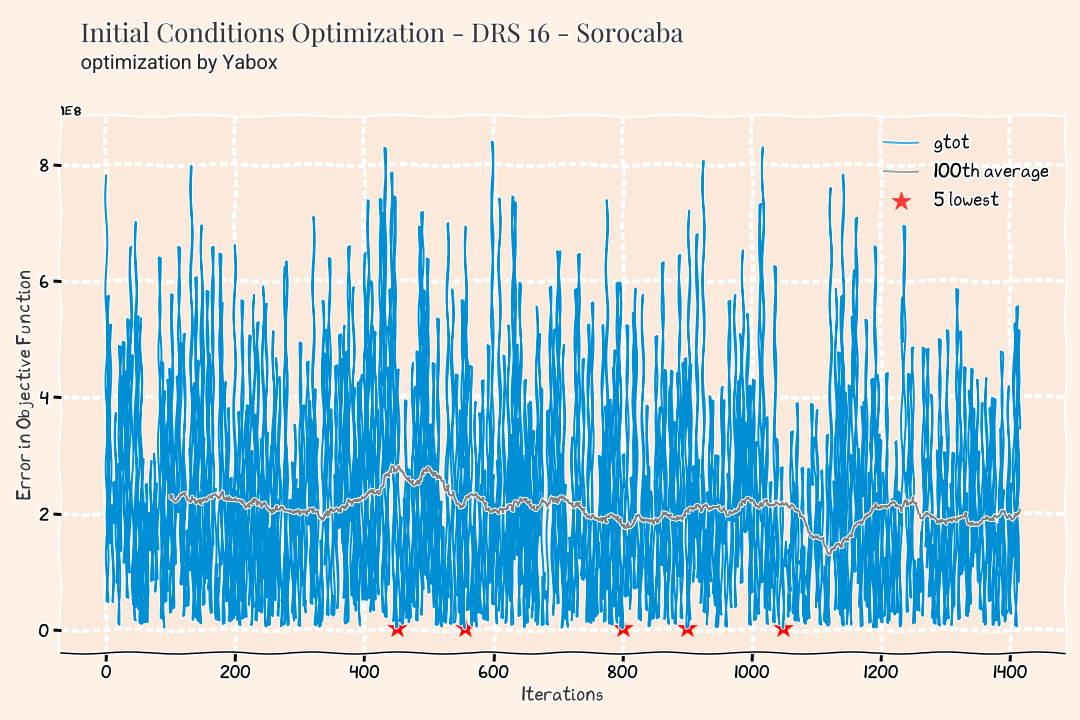 Initial Conditions Optimization - DRS 16 - Sorocaba
optimization by Yabox
1E8
gtot
100th average
5 lowest
8
6
4
2
0
Error in Objective Function
0 200 400 600 800 1000 1200 1400
Iterations